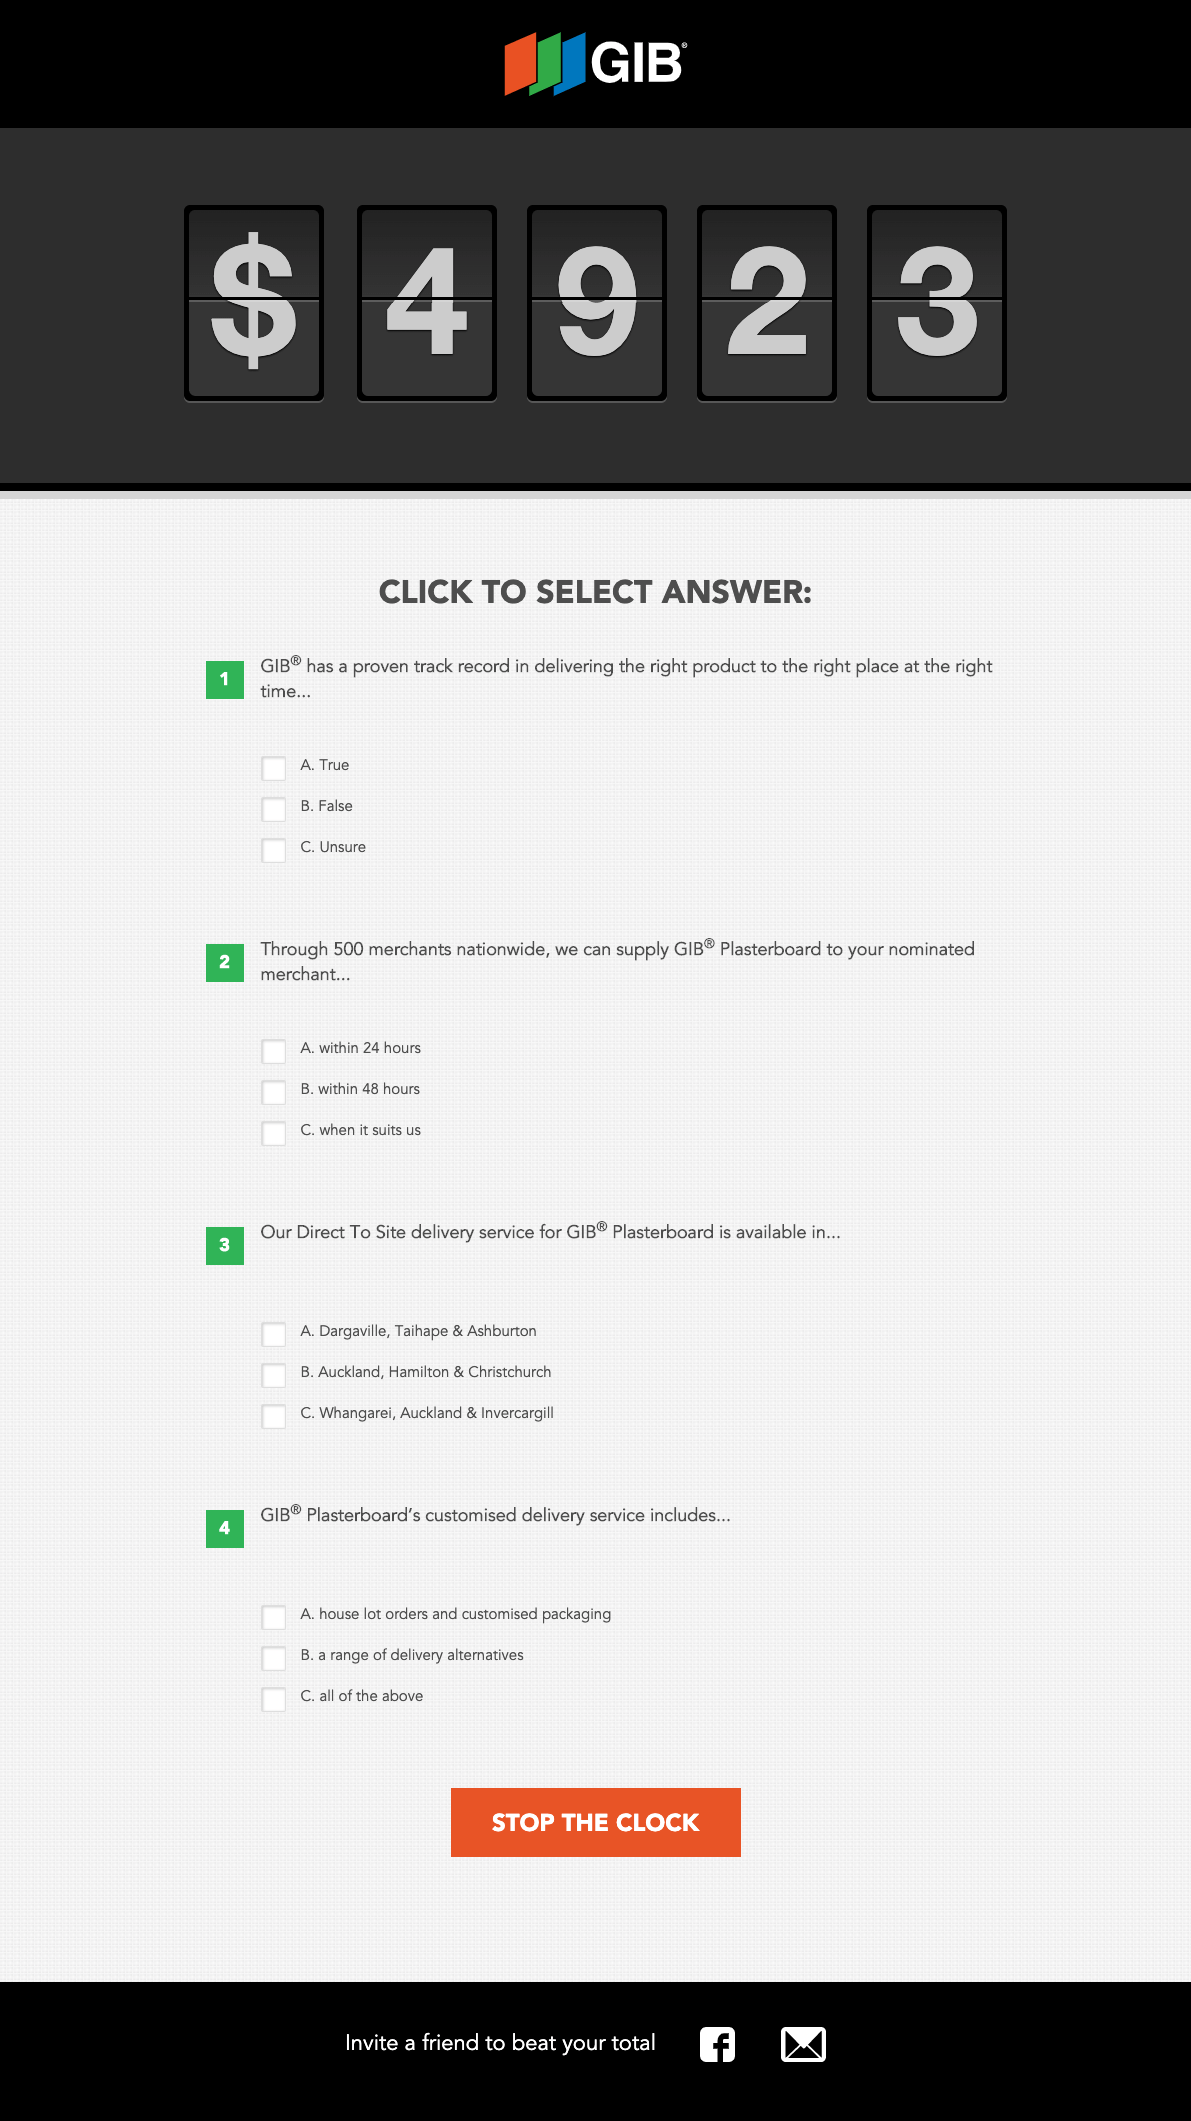 GIB®
$ 4 9 2 3
CLICK TO SELECT ANSWER:
1
GIB® has a proven track record in delivering the right product to the right place at the right
time...
A. True
B. False
C. Unsure
2
Through 500 merchants nationwide, we can supply GIB® Plasterboard to your nominated
merchant...
A. within 24 hours
B. within 48 hours
C. when it suits us
3
Our Direct To Site delivery service for GIB® Plasterboard is available in...
A. Dargaville, Taihape & Ashburton
B. Auckland, Hamilton & Christchurch
C. Whangarei, Auckland & Invercargill
4
GIB® Plasterboard’s customised delivery service includes...
A. house lot orders and customised packaging
B. a range of delivery alternatives
C. all of the above
STOP THE CLOCK
Invite a friend to beat your total